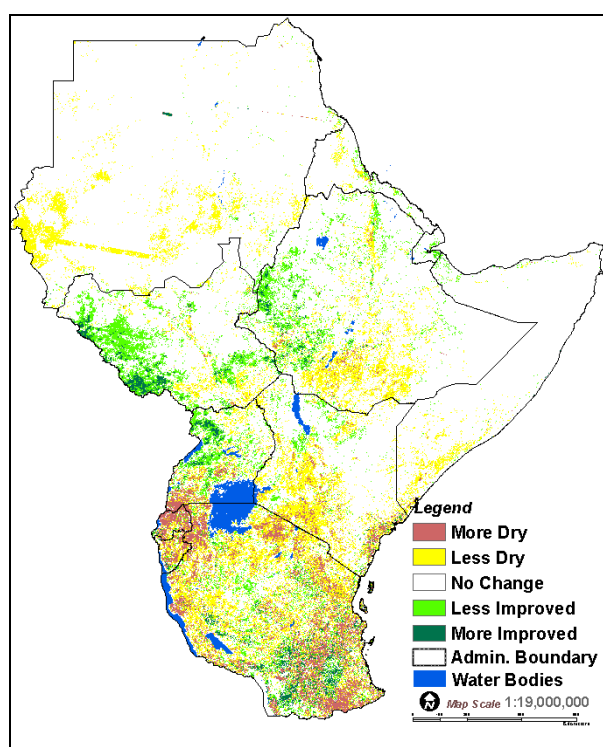 Legend
More Dry
Less Dry
No Change
Less Improved
More Improved
Admin. Boundary
Water Bodies
N Map Scale 1:19,000,000